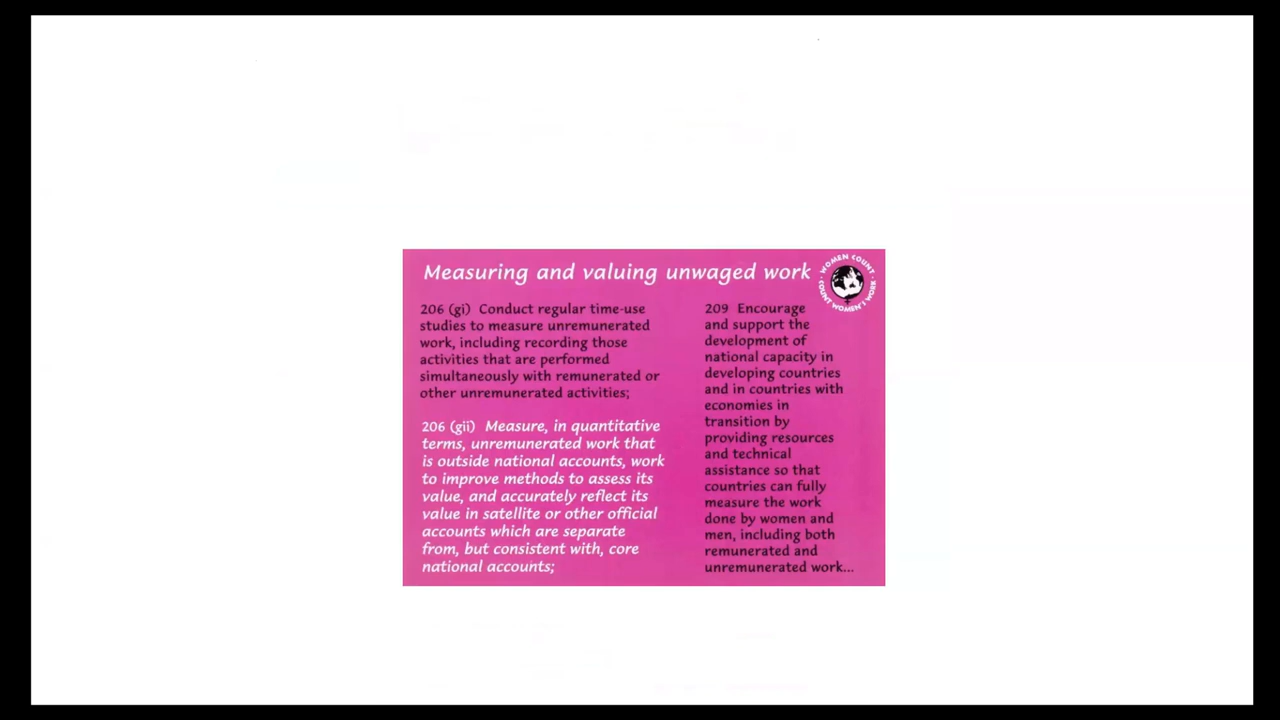 Measuring and valuing unwaged work
WOMEN COUNT · COUNT WOMEN'S WORK ·
206 (gi) Conduct regular time-use
studies to measure unremunerated
work, including recording those
activities that are performed
simultaneously with remunerated or
other unremunerated activities;
206 (gii) Measure, in quantitative
terms, unremunerated work that
is outside national accounts, work
to improve methods to assess its
value, and accurately reflect its
value in satellite or other official
accounts which are separate
from, but consistent with, core
national accounts;
209 Encourage
and support the
development of
national capacity in
developing countries
and in countries with
economies in
transition by
providing resources
and technical
assistance so that
countries can fully
measure the work
done by women and
men, including both
remunerated and
unremunerated work...